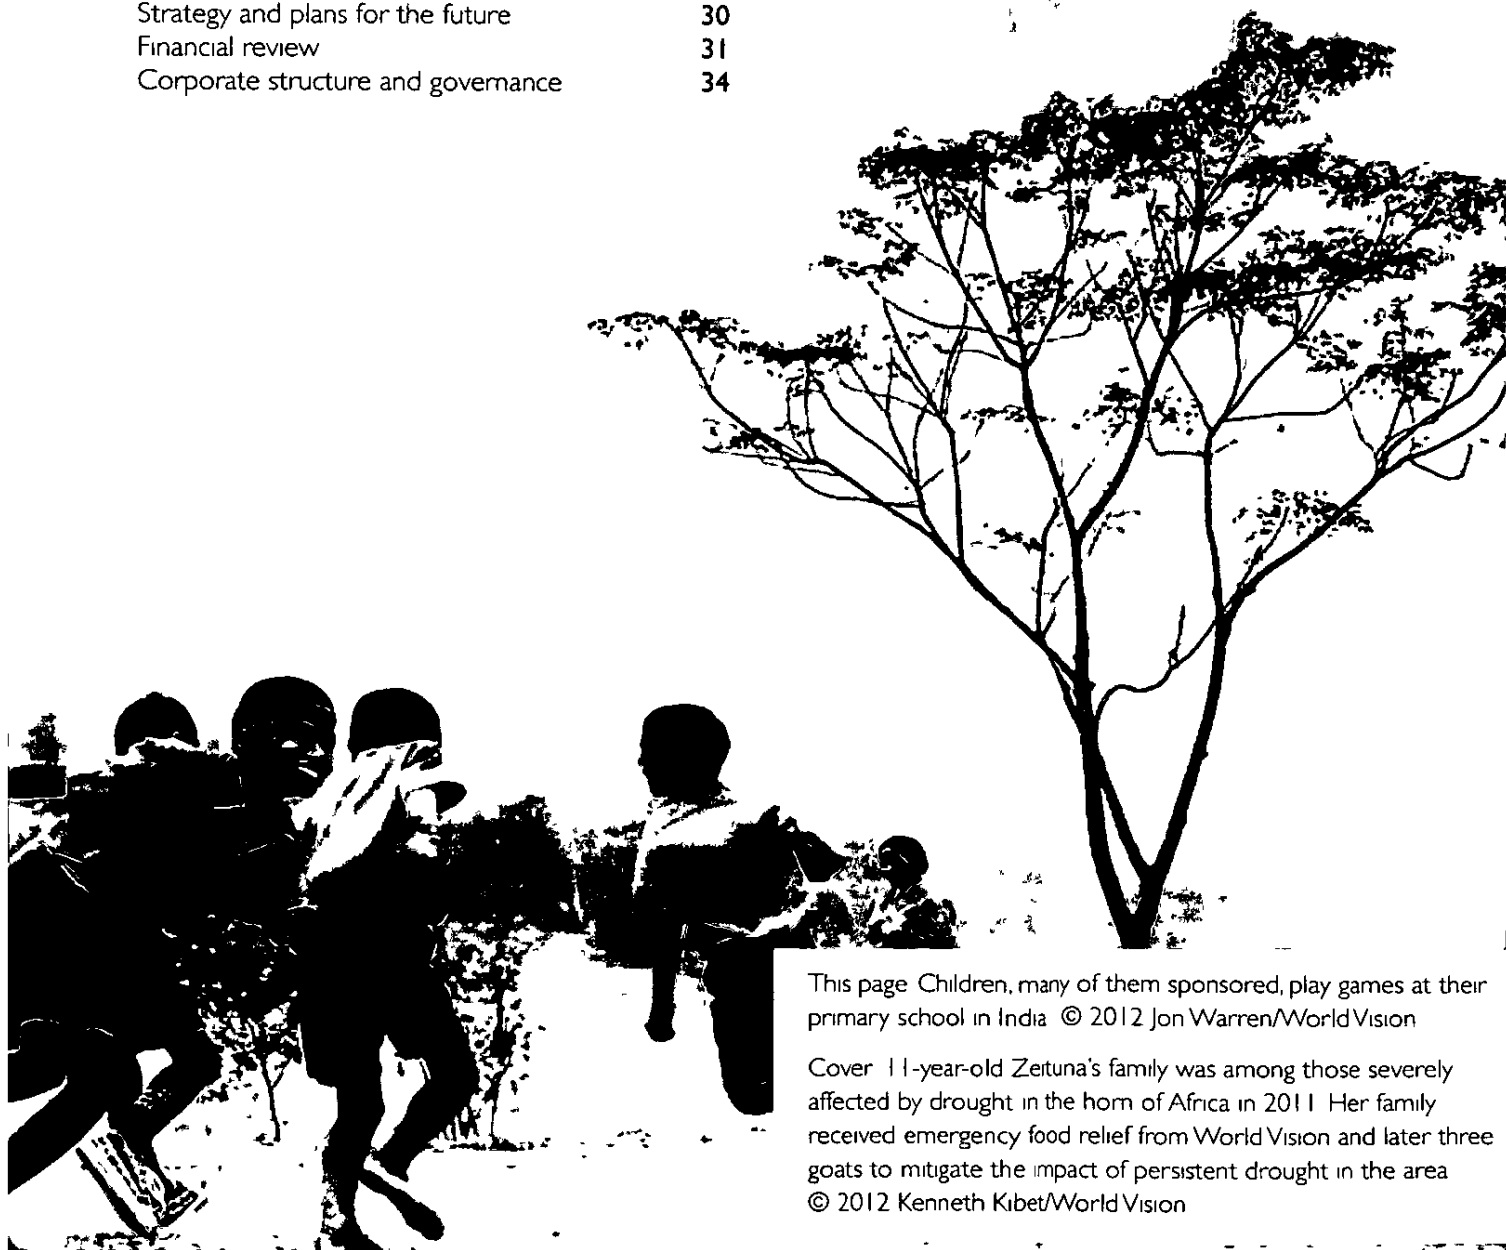 Strategy and plans for the future 30
Financial review 31
Corporate structure and governance 34
This page Children, many of them sponsored, play games at their
primary school in India © 2012 Jon Warren/World Vision
Cover 11-year-old Zeituna's family was among those severely
affected by drought in the horn of Africa in 2011 Her family
received emergency food relief from World Vision and later three
goats to mitigate the impact of persistent drought in the area
© 2012 Kenneth Kibet/World Vision